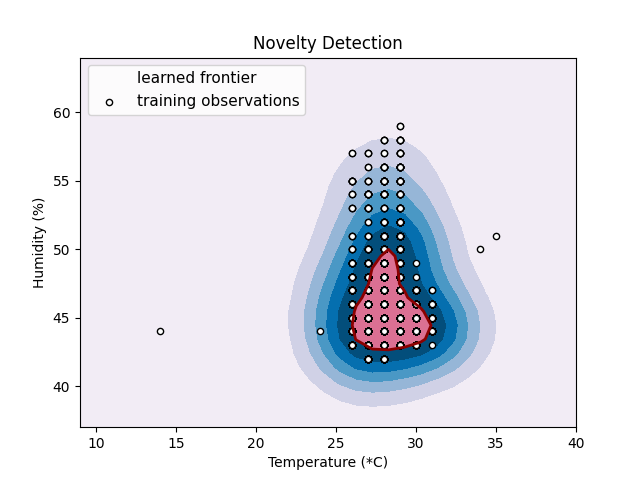 Novelty Detection
learned frontier
training observations
60
55
50
45
40
Humidity (%)
10
15
20
25
30
35
40
Temperature (*C)